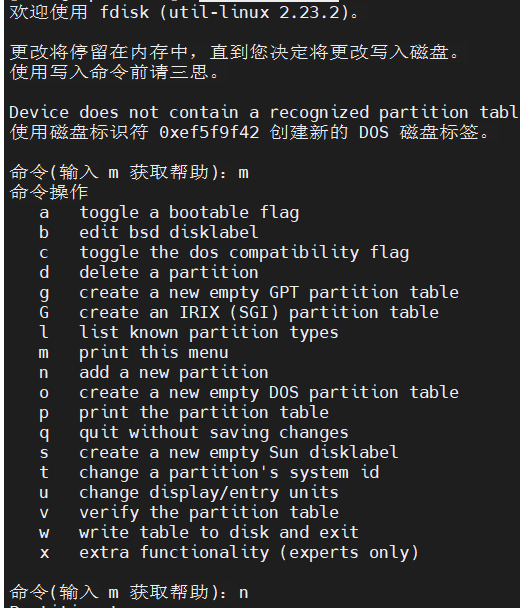 欢迎使用 fdisk (util-linux 2.23.2)。
更改将停留在内存中，直到您决定将更改写入磁盘。
使用写入命令前请三思。
Device does not contain a recognized partition tabl
使用磁盘标识符 0xef5f9f42 创建新的 DOS 磁盘标签。
命令(输入 m 获取帮助)：m
命令操作
a   toggle a bootable flag
b   edit bsd disklabel
c   toggle the dos compatibility flag
d   delete a partition
g   create a new empty GPT partition table
G   create an IRIX (SGI) partition table
l   list known partition types
m   print this menu
n   add a new partition
o   create a new empty DOS partition table
p   print the partition table
q   quit without saving changes
s   create a new empty Sun disklabel
t   change a partition's system id
u   change display/entry units
v   verify the partition table
w   write table to disk and exit
x   extra functionality (experts only)
命令(输入 m 获取帮助)：n